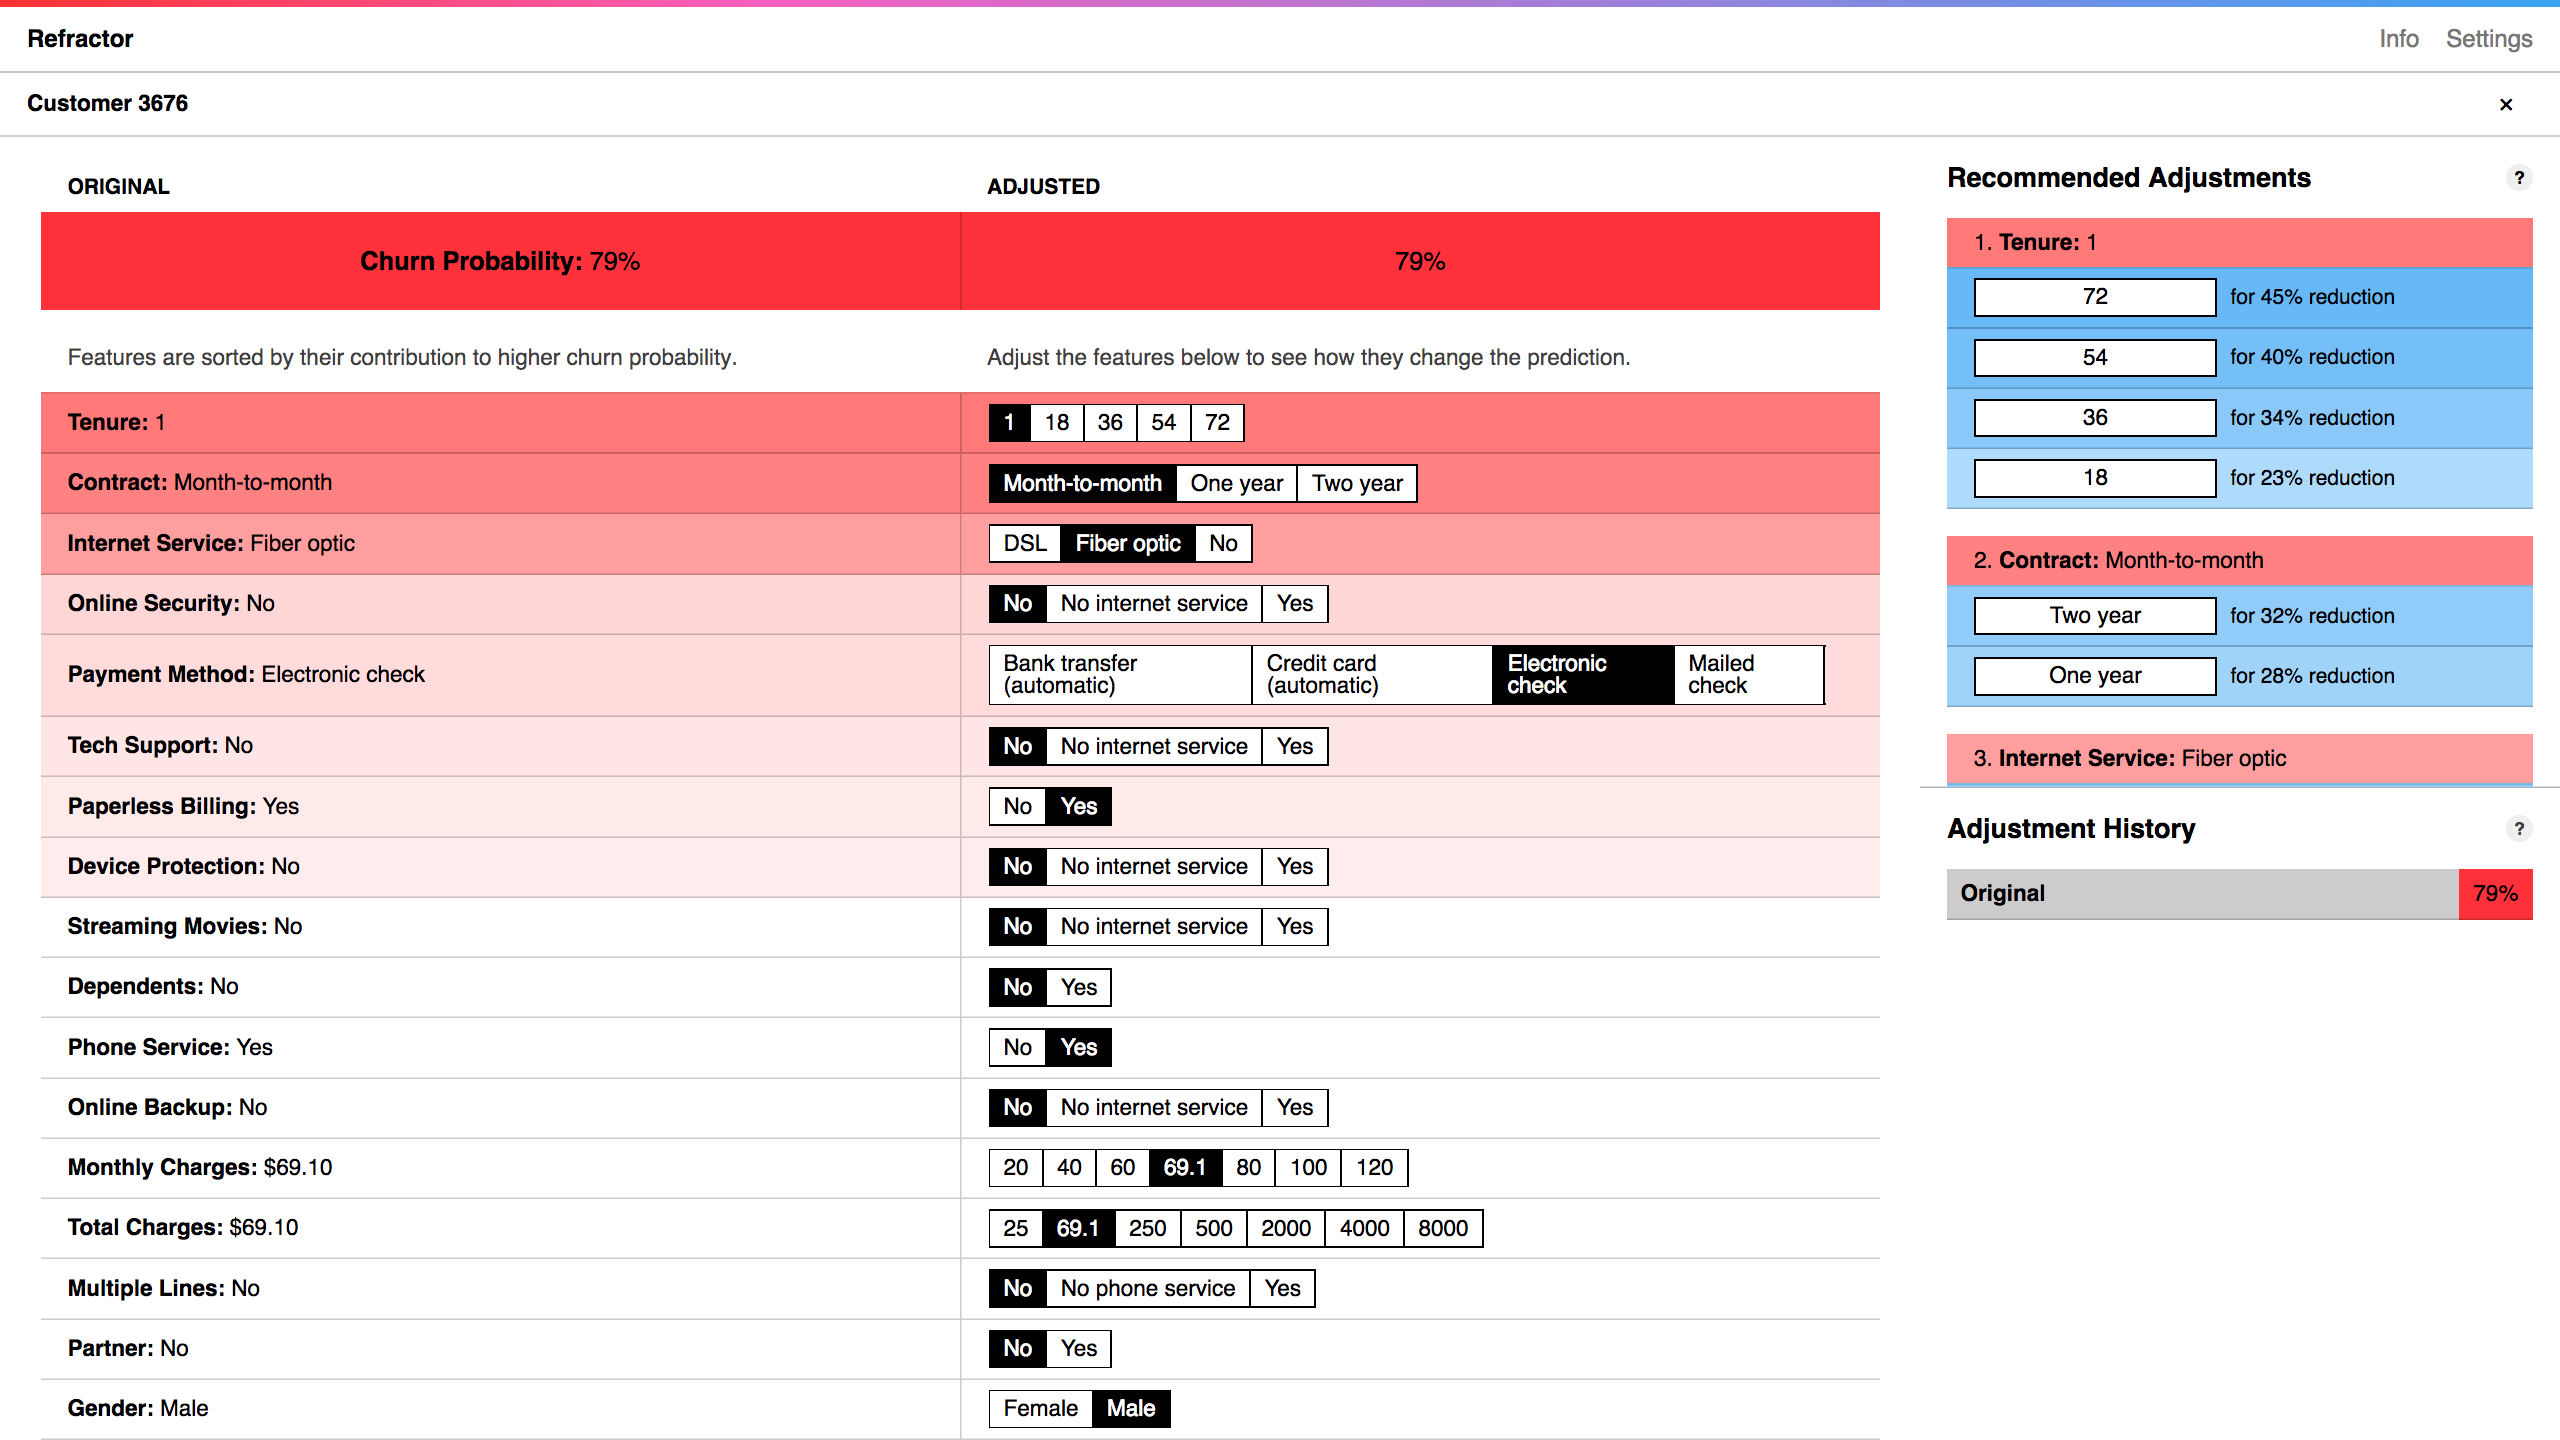 Refractor
Info Settings
Customer 3676
×
ORIGINAL
ADJUSTED
Churn Probability: 79%
79%
Features are sorted by their contribution to higher churn probability.
Adjust the features below to see how they change the prediction.
Tenure: 1
1 18 36 54 72
Contract: Month-to-month
Month-to-month One year Two year
Internet Service: Fiber optic
DSL Fiber optic No
Online Security: No
No No internet service Yes
Payment Method: Electronic check
Bank transfer (automatic) Credit card (automatic) Electronic check Mailed check
Tech Support: No
No No internet service Yes
Paperless Billing: Yes
No Yes
Device Protection: No
No No internet service Yes
Streaming Movies: No
No No internet service Yes
Dependents: No
No Yes
Phone Service: Yes
No Yes
Online Backup: No
No No internet service Yes
Monthly Charges: $69.10
20 40 60 69.1 80 100 120
Total Charges: $69.10
25 69.1 250 500 2000 4000 8000
Multiple Lines: No
No No phone service Yes
Partner: No
No Yes
Gender: Male
Female Male
Recommended Adjustments
?
1. Tenure: 1
72 for 45% reduction
54 for 40% reduction
36 for 34% reduction
18 for 23% reduction
2. Contract: Month-to-month
Two year for 32% reduction
One year for 28% reduction
3. Internet Service: Fiber optic
Adjustment History
?
Original 79%